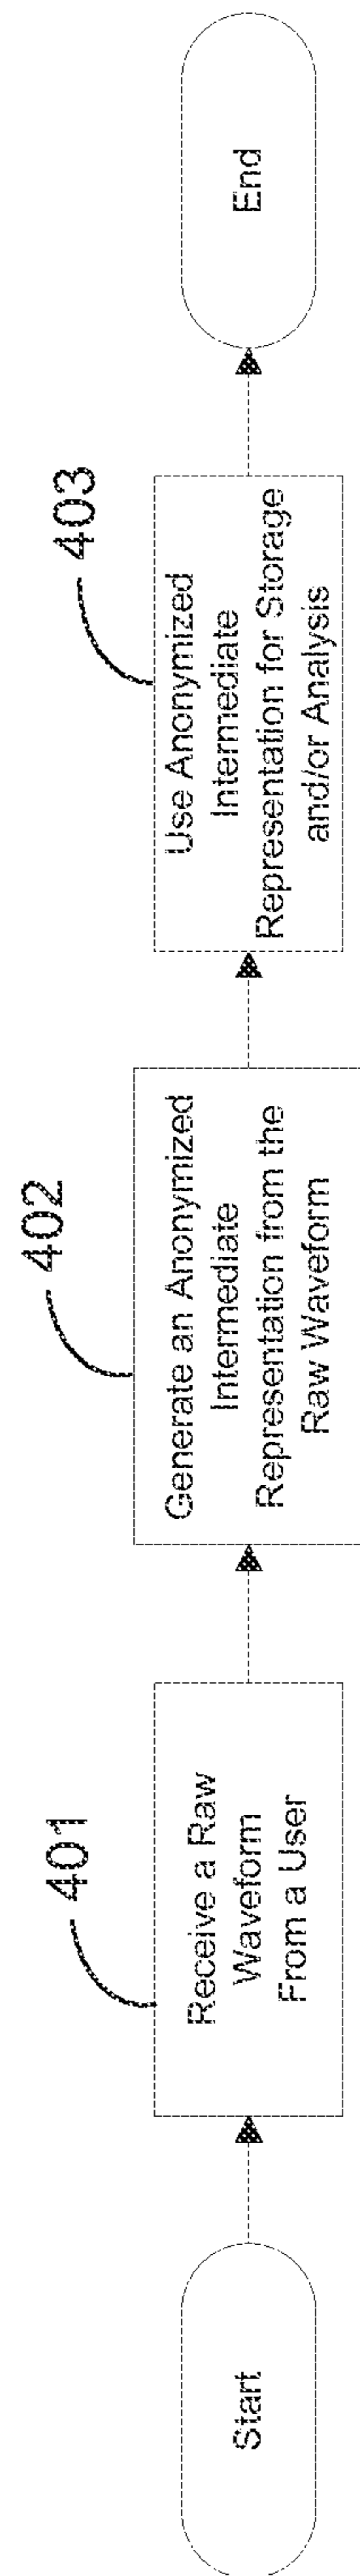 Start
401
Receive a Raw
Waveform
From a User
402
Generate an Anonymized
Intermediate
Representation from the
Raw Waveform
403
Use Anonymized
Intermediate
Representation for Storage
and/or Analysis
End